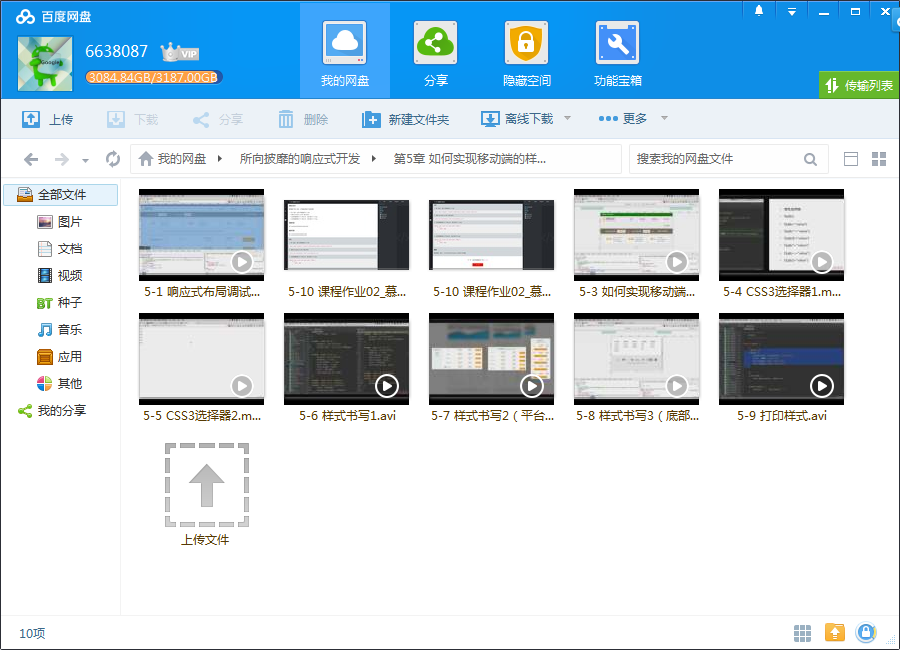 百度网盘
6638087
VIP
3084.84GB/3187.00GB
Google
我的网盘
分享
隐藏空间
功能宝箱
传输列表
上传
下载
分享
删除
新建文件夹
离线下载
更多
我的网盘
所向披靡的响应式开发
第5章 如何实现移动端的样...
搜索我的网盘文件
全部文件
图片
文档
视频
BT 种子
音乐
应用
其他
我的分享
5-1 响应式布局调试...
5-10 课程作业02_慕...
5-10 课程作业02_慕...
5-3 如何实现移动端...
5-4 CSS3选择器1.m...
5-5 CSS3选择器2.m...
5-6 样式书写1.avi
5-7 样式书写2（平台...
5-8 样式书写3（底部...
5-9 打印样式.avi
上传文件
10项